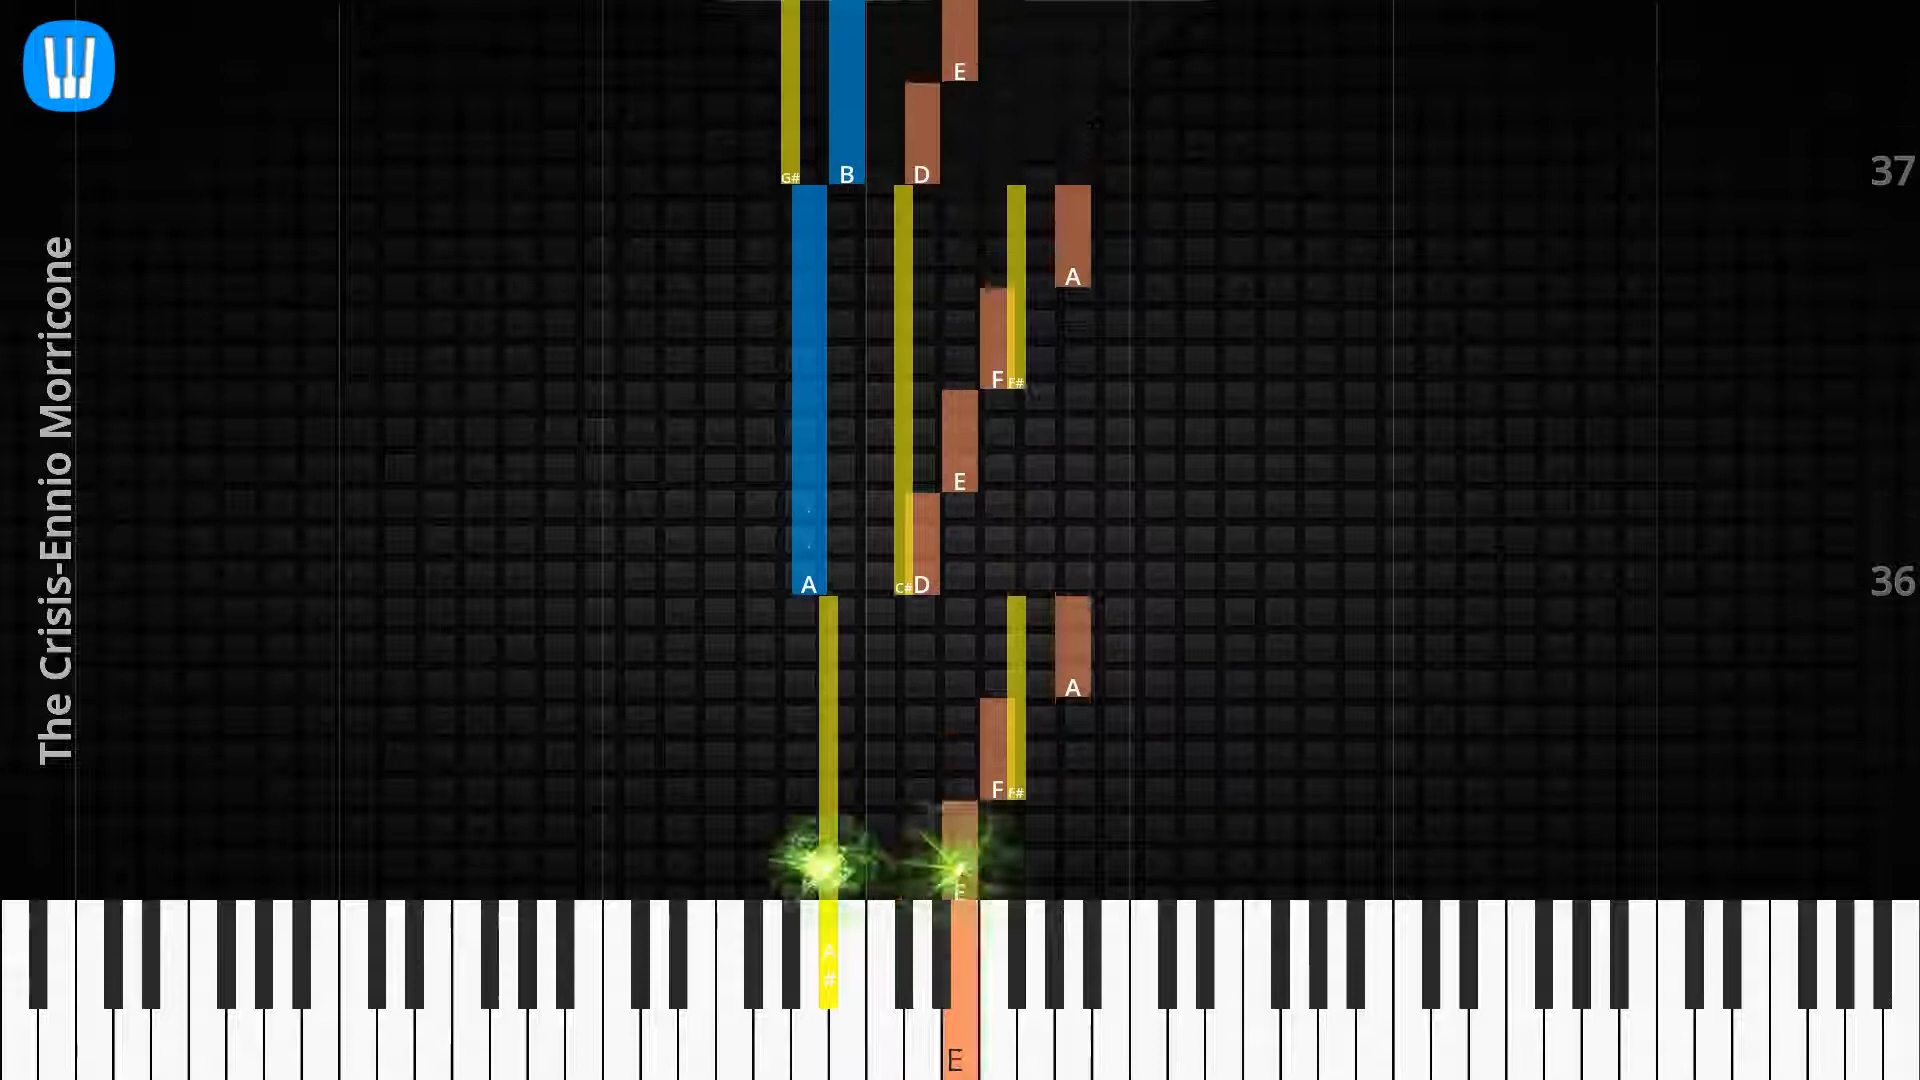 The Crisis-Ennio Morricone
E
G# B D
37
A
F F#
E
A C# D
36
A
F F#
E
A
#
E